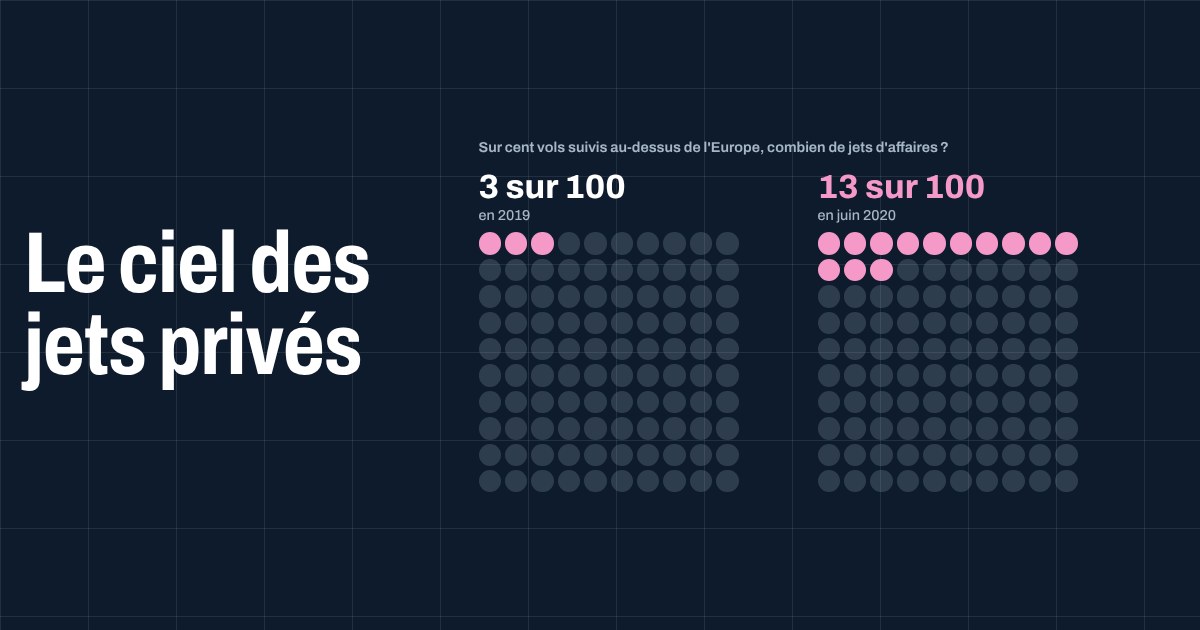 Le ciel des
jets privés
Sur cent vols suivis au-dessus de l'Europe, combien de jets d'affaires ?
3 sur 100
en 2019
13 sur 100
en juin 2020